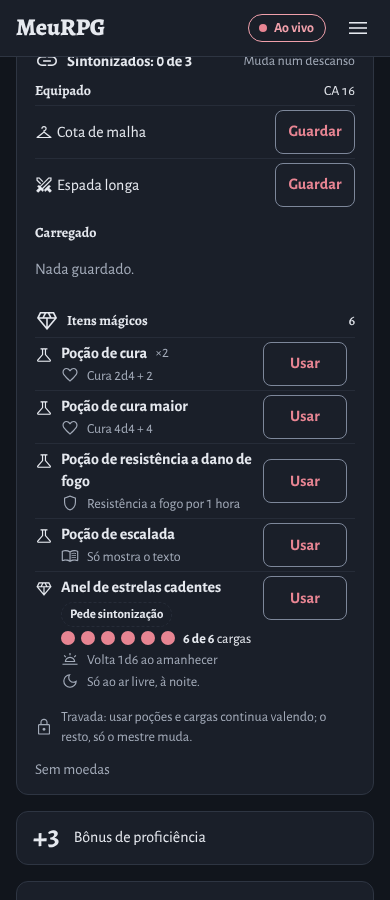 MeuRPG
Ao vivo
Sintonizados: 0 de 3
Muda num descanso
Equipado
CA 16
Cota de malha
Guardar
Espada longa
Guardar
Carregado
Nada guardado.
Itens mágicos
6
Poção de cura ×2
Cura 2d4 + 2
Usar
Poção de cura maior
Cura 4d4 + 4
Usar
Poção de resistência a dano de
fogo
Resistência a fogo por 1 hora
Usar
Poção de escalada
Só mostra o texto
Usar
Anel de estrelas cadentes
Usar
Pede sintonização
6 de 6 cargas
Volta 1d6 ao amanhecer
Só ao ar livre, à noite.
Travada: usar poções e cargas continua valendo; o
resto, só o mestre muda.
Sem moedas
+3
Bônus de proficiência